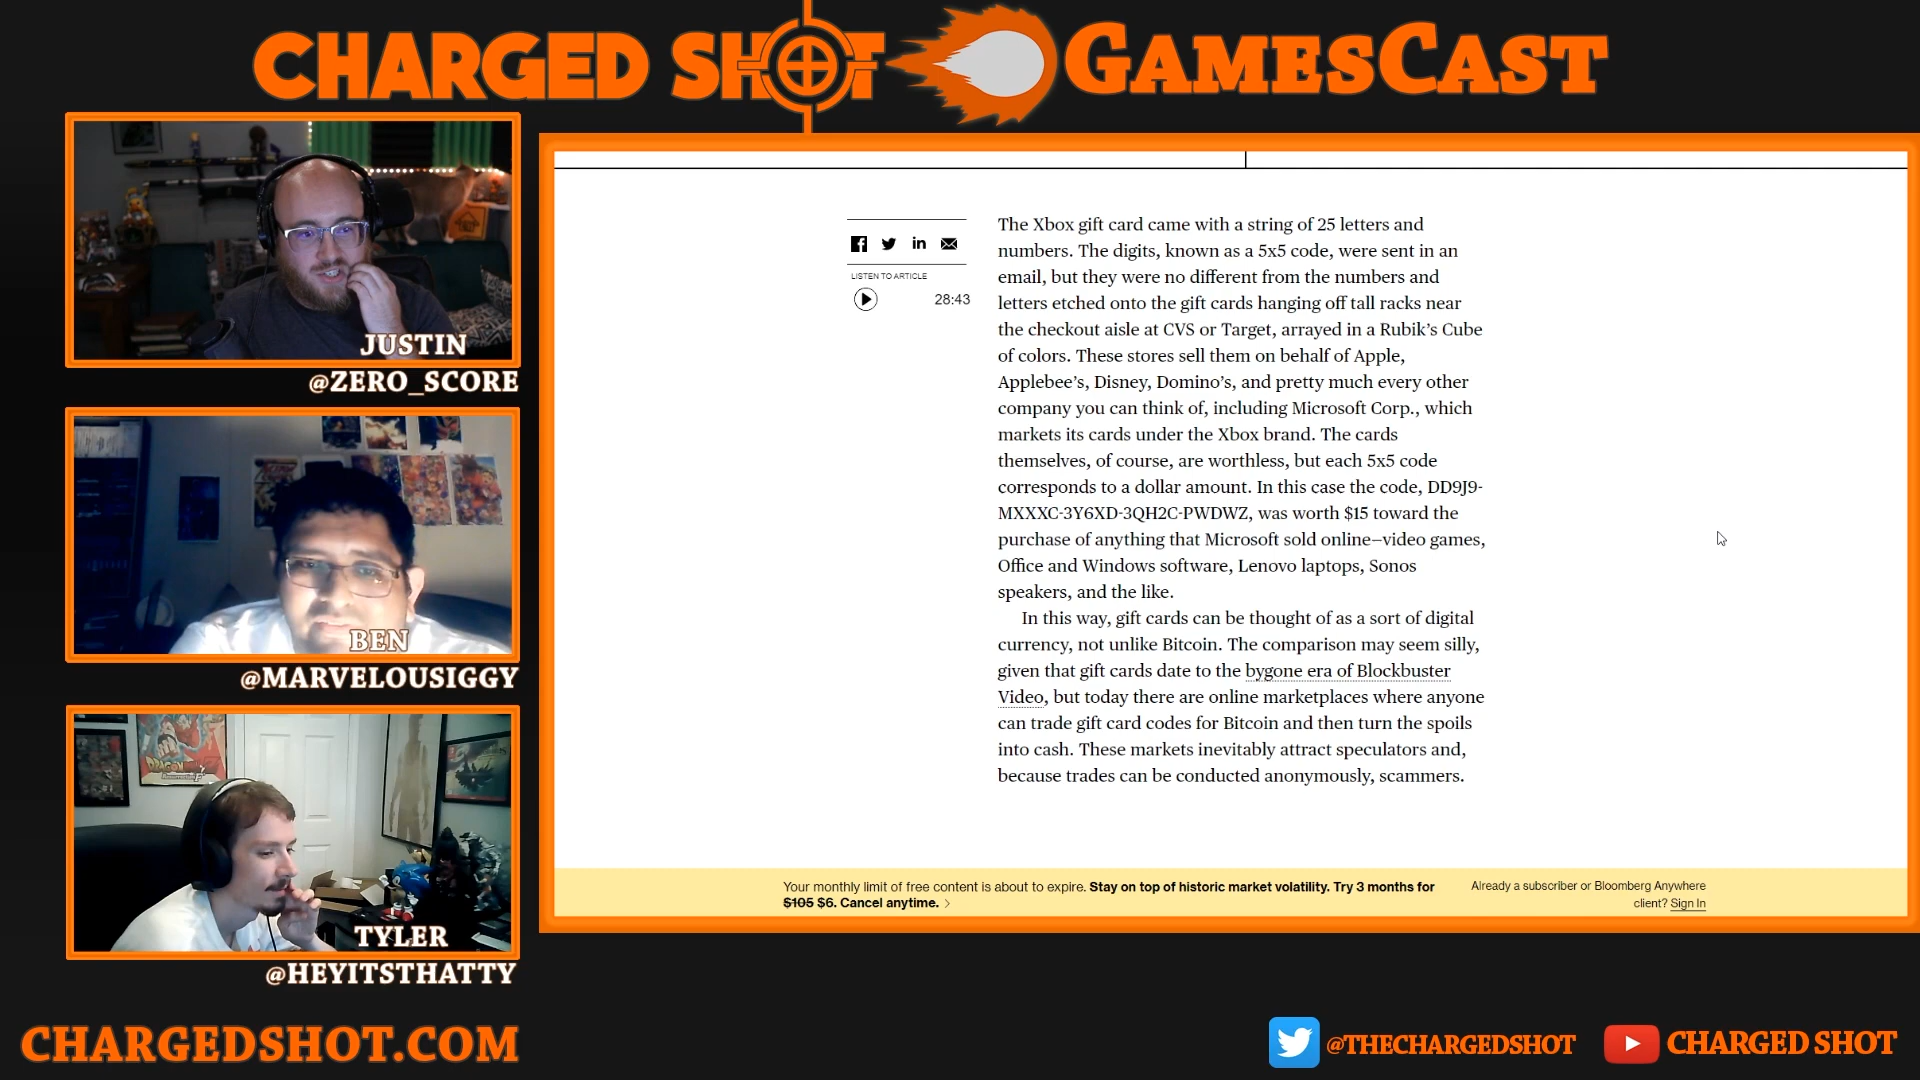 CHARGED SHOT GAMESCAST
JUSTIN
@ZERO_SCORE
BEN
@MARVELOUSIGGY
TYLER
@HEYITSTHATTY
CHARGEDSHOT.COM
LISTEN TO ARTICLE
28:43
The Xbox gift card came with a string of 25 letters and
numbers. The digits, known as a 5x5 code, were sent in an
email, but they were no different from the numbers and
letters etched onto the gift cards hanging off tall racks near
the checkout aisle at CVS or Target, arrayed in a Rubik's Cube
of colors. These stores sell them on behalf of Apple,
Applebee's, Disney, Domino's, and pretty much every other
company you can think of, including Microsoft Corp., which
markets its cards under the Xbox brand. The cards
themselves, of course, are worthless, but each 5x5 code
corresponds to a dollar amount. In this case the code, DD9J9-
MXXXC-3Y6XD-3QH2C-PWDWZ, was worth $15 toward the
purchase of anything that Microsoft sold online—video games,
Office and Windows software, Lenovo laptops, Sonos
speakers, and the like.
In this way, gift cards can be thought of as a sort of digital
currency, not unlike Bitcoin. The comparison may seem silly,
given that gift cards date to the bygone era of Blockbuster
Video, but today there are online marketplaces where anyone
can trade gift card codes for Bitcoin and then turn the spoils
into cash. These markets inevitably attract speculators and,
because trades can be conducted anonymously, scammers.
Your monthly limit of free content is about to expire. Stay on top of historic market volatility. Try 3 months for
$105 $6. Cancel anytime. >
Already a subscriber or Bloomberg Anywhere
client? Sign In
@THECHARGEDSHOT
CHARGED SHOT